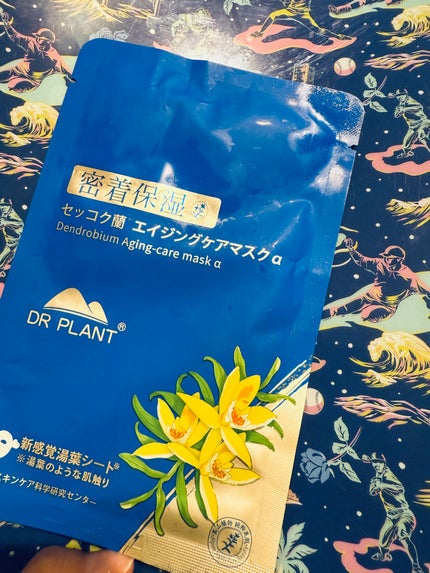 密着保湿
セッコク蘭 エイジングケアマスクα
Dendrobium Aging-care mask α
DR PLANT®
新感覚湯葉シート※
※湯葉のような肌触り
スキンケア科学研究センター